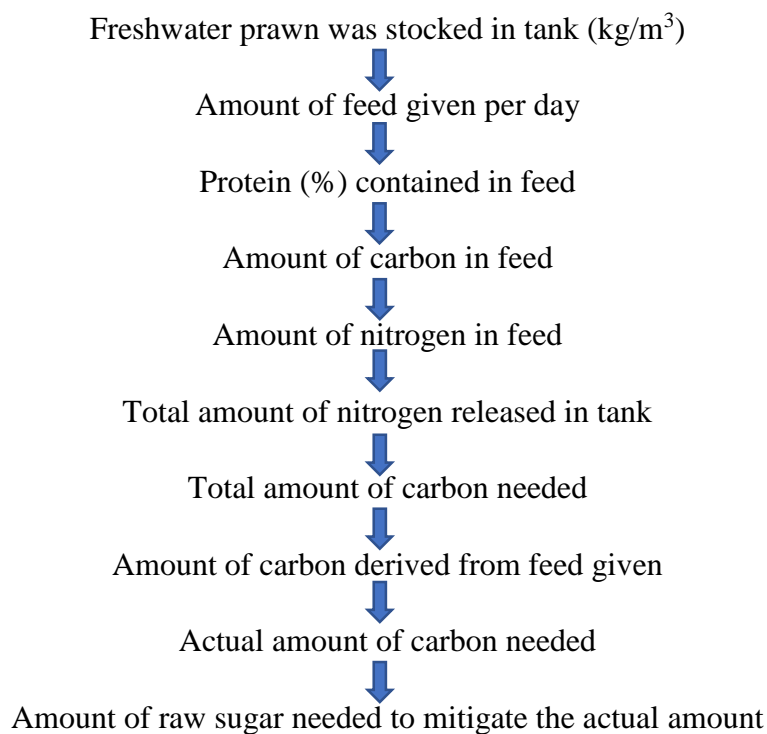 Freshwater prawn was stocked in tank (kg/m³)
Amount of feed given per day
Protein (%) contained in feed
Amount of carbon in feed
Amount of nitrogen in feed
Total amount of nitrogen released in tank
Total amount of carbon needed
Amount of carbon derived from feed given
Actual amount of carbon needed
Amount of raw sugar needed to mitigate the actual amount